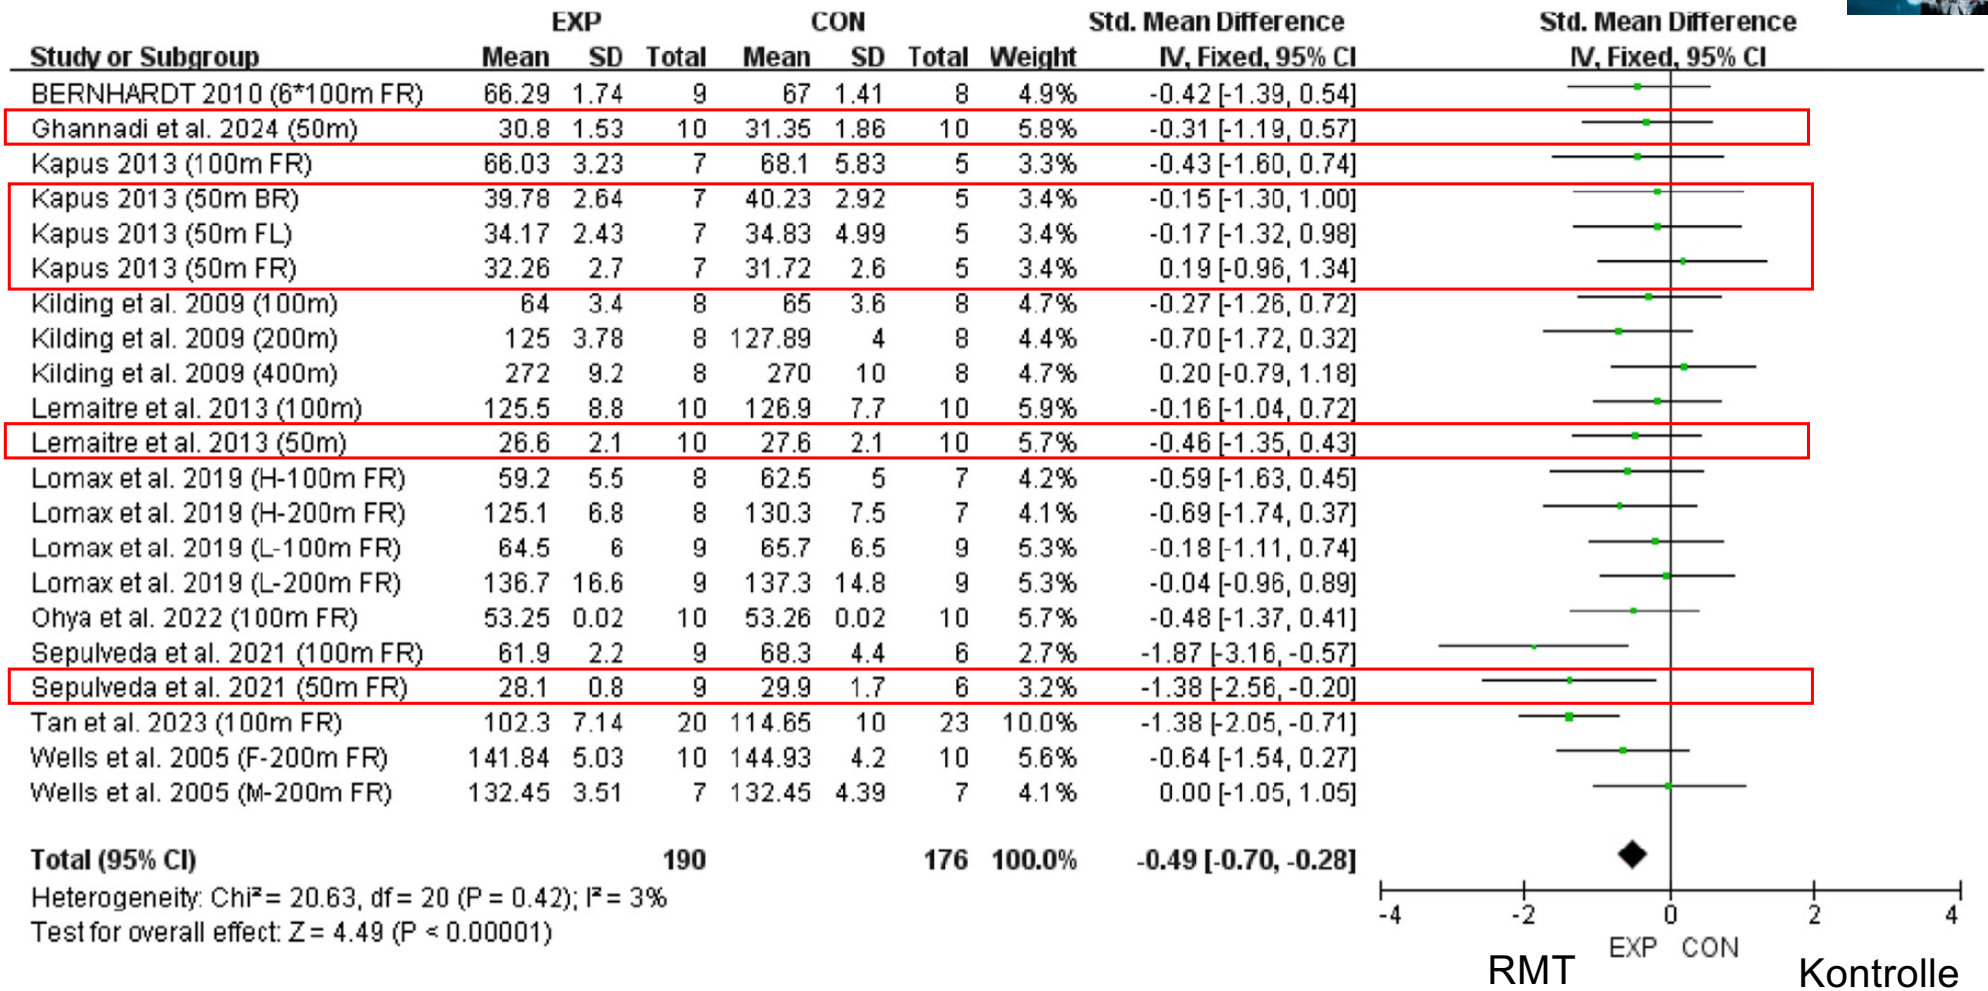 EXP CON Std. Mean Difference Std. Mean Difference
Study or Subgroup Mean SD Total Mean SD Total Weight IV, Fixed, 95% CI IV, Fixed, 95% CI
BERNHARDT 2010 (6*100m FR) 66.29 1.74 9 67 1.41 8 4.9% -0.42 [-1.39, 0.54]
Ghannadi et al. 2024 (50m) 30.8 1.53 10 31.35 1.86 10 5.8% -0.31 [-1.19, 0.57]
Kapus 2013 (100m FR) 66.03 3.23 7 68.1 5.83 5 3.3% -0.43 [-1.60, 0.74]
Kapus 2013 (50m BR) 39.78 2.64 7 40.23 2.92 5 3.4% -0.15 [-1.30, 1.00]
Kapus 2013 (50m FL) 34.17 2.43 7 34.83 4.99 5 3.4% -0.17 [-1.32, 0.98]
Kapus 2013 (50m FR) 32.26 2.7 7 31.72 2.6 5 3.4% 0.19 [-0.96, 1.34]
Kilding et al. 2009 (100m) 64 3.4 8 65 3.6 8 4.7% -0.27 [-1.26, 0.72]
Kilding et al. 2009 (200m) 125 3.78 8 127.89 4 8 4.4% -0.70 [-1.72, 0.32]
Kilding et al. 2009 (400m) 272 9.2 8 270 10 8 4.7% 0.20 [-0.79, 1.18]
Lemaitre et al. 2013 (100m) 125.5 8.8 10 126.9 7.7 10 5.9% -0.16 [-1.04, 0.72]
Lemaitre et al. 2013 (50m) 26.6 2.1 10 27.6 2.1 10 5.7% -0.46 [-1.35, 0.43]
Lomax et al. 2019 (H-100m FR) 59.2 5.5 8 62.5 5 7 4.2% -0.59 [-1.63, 0.45]
Lomax et al. 2019 (H-200m FR) 125.1 6.8 8 130.3 7.5 7 4.1% -0.69 [-1.74, 0.37]
Lomax et al. 2019 (L-100m FR) 64.5 6 9 65.7 6.5 9 5.3% -0.18 [-1.11, 0.74]
Lomax et al. 2019 (L-200m FR) 136.7 16.6 9 137.3 14.8 9 5.3% -0.04 [-0.96, 0.89]
Ohya et al. 2022 (100m FR) 53.25 0.02 10 53.26 0.02 10 5.7% -0.48 [-1.37, 0.41]
Sepulveda et al. 2021 (100m FR) 61.9 2.2 9 68.3 4.4 6 2.7% -1.87 [-3.16, -0.57]
Sepulveda et al. 2021 (50m FR) 28.1 0.8 9 29.9 1.7 6 3.2% -1.38 [-2.56, -0.20]
Tan et al. 2023 (100m FR) 102.3 7.14 20 114.65 10 23 10.0% -1.38 [-2.05, -0.71]
Wells et al. 2005 (F-200m FR) 141.84 5.03 10 144.93 4.2 10 5.6% -0.64 [-1.54, 0.27]
Wells et al. 2005 (M-200m FR) 132.45 3.51 7 132.45 4.39 7 4.1% 0.00 [-1.05, 1.05]
Total (95% CI) 190 176 100.0% -0.49 [-0.70, -0.28]
Heterogeneity: Chi² = 20.63, df = 20 (P = 0.42); I² = 3%
Test for overall effect: Z = 4.49 (P < 0.00001)
-4 -2 0 2 4
EXP CON
RMT Kontrolle